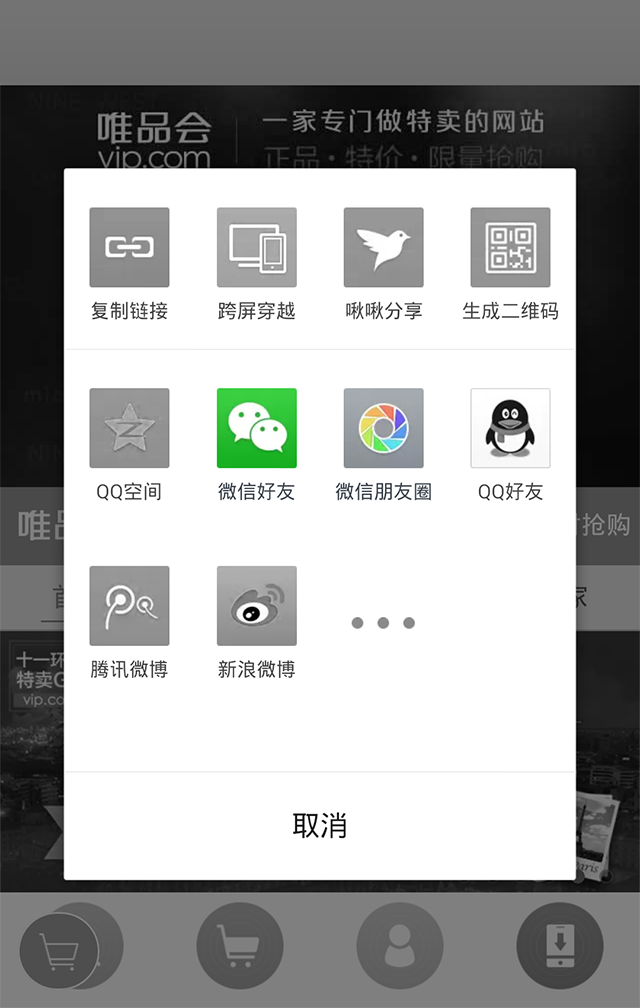 唯品会
vip.com
一家专门做特卖的网站
正品·特价·限量抢购
复制链接
跨屏穿越
啾啾分享
生成二维码
QQ空间
微信好友
微信朋友圈
QQ好友
唯品
抢购
腾讯微博
新浪微博
首
家
十一环
特卖G
vip.co
取消